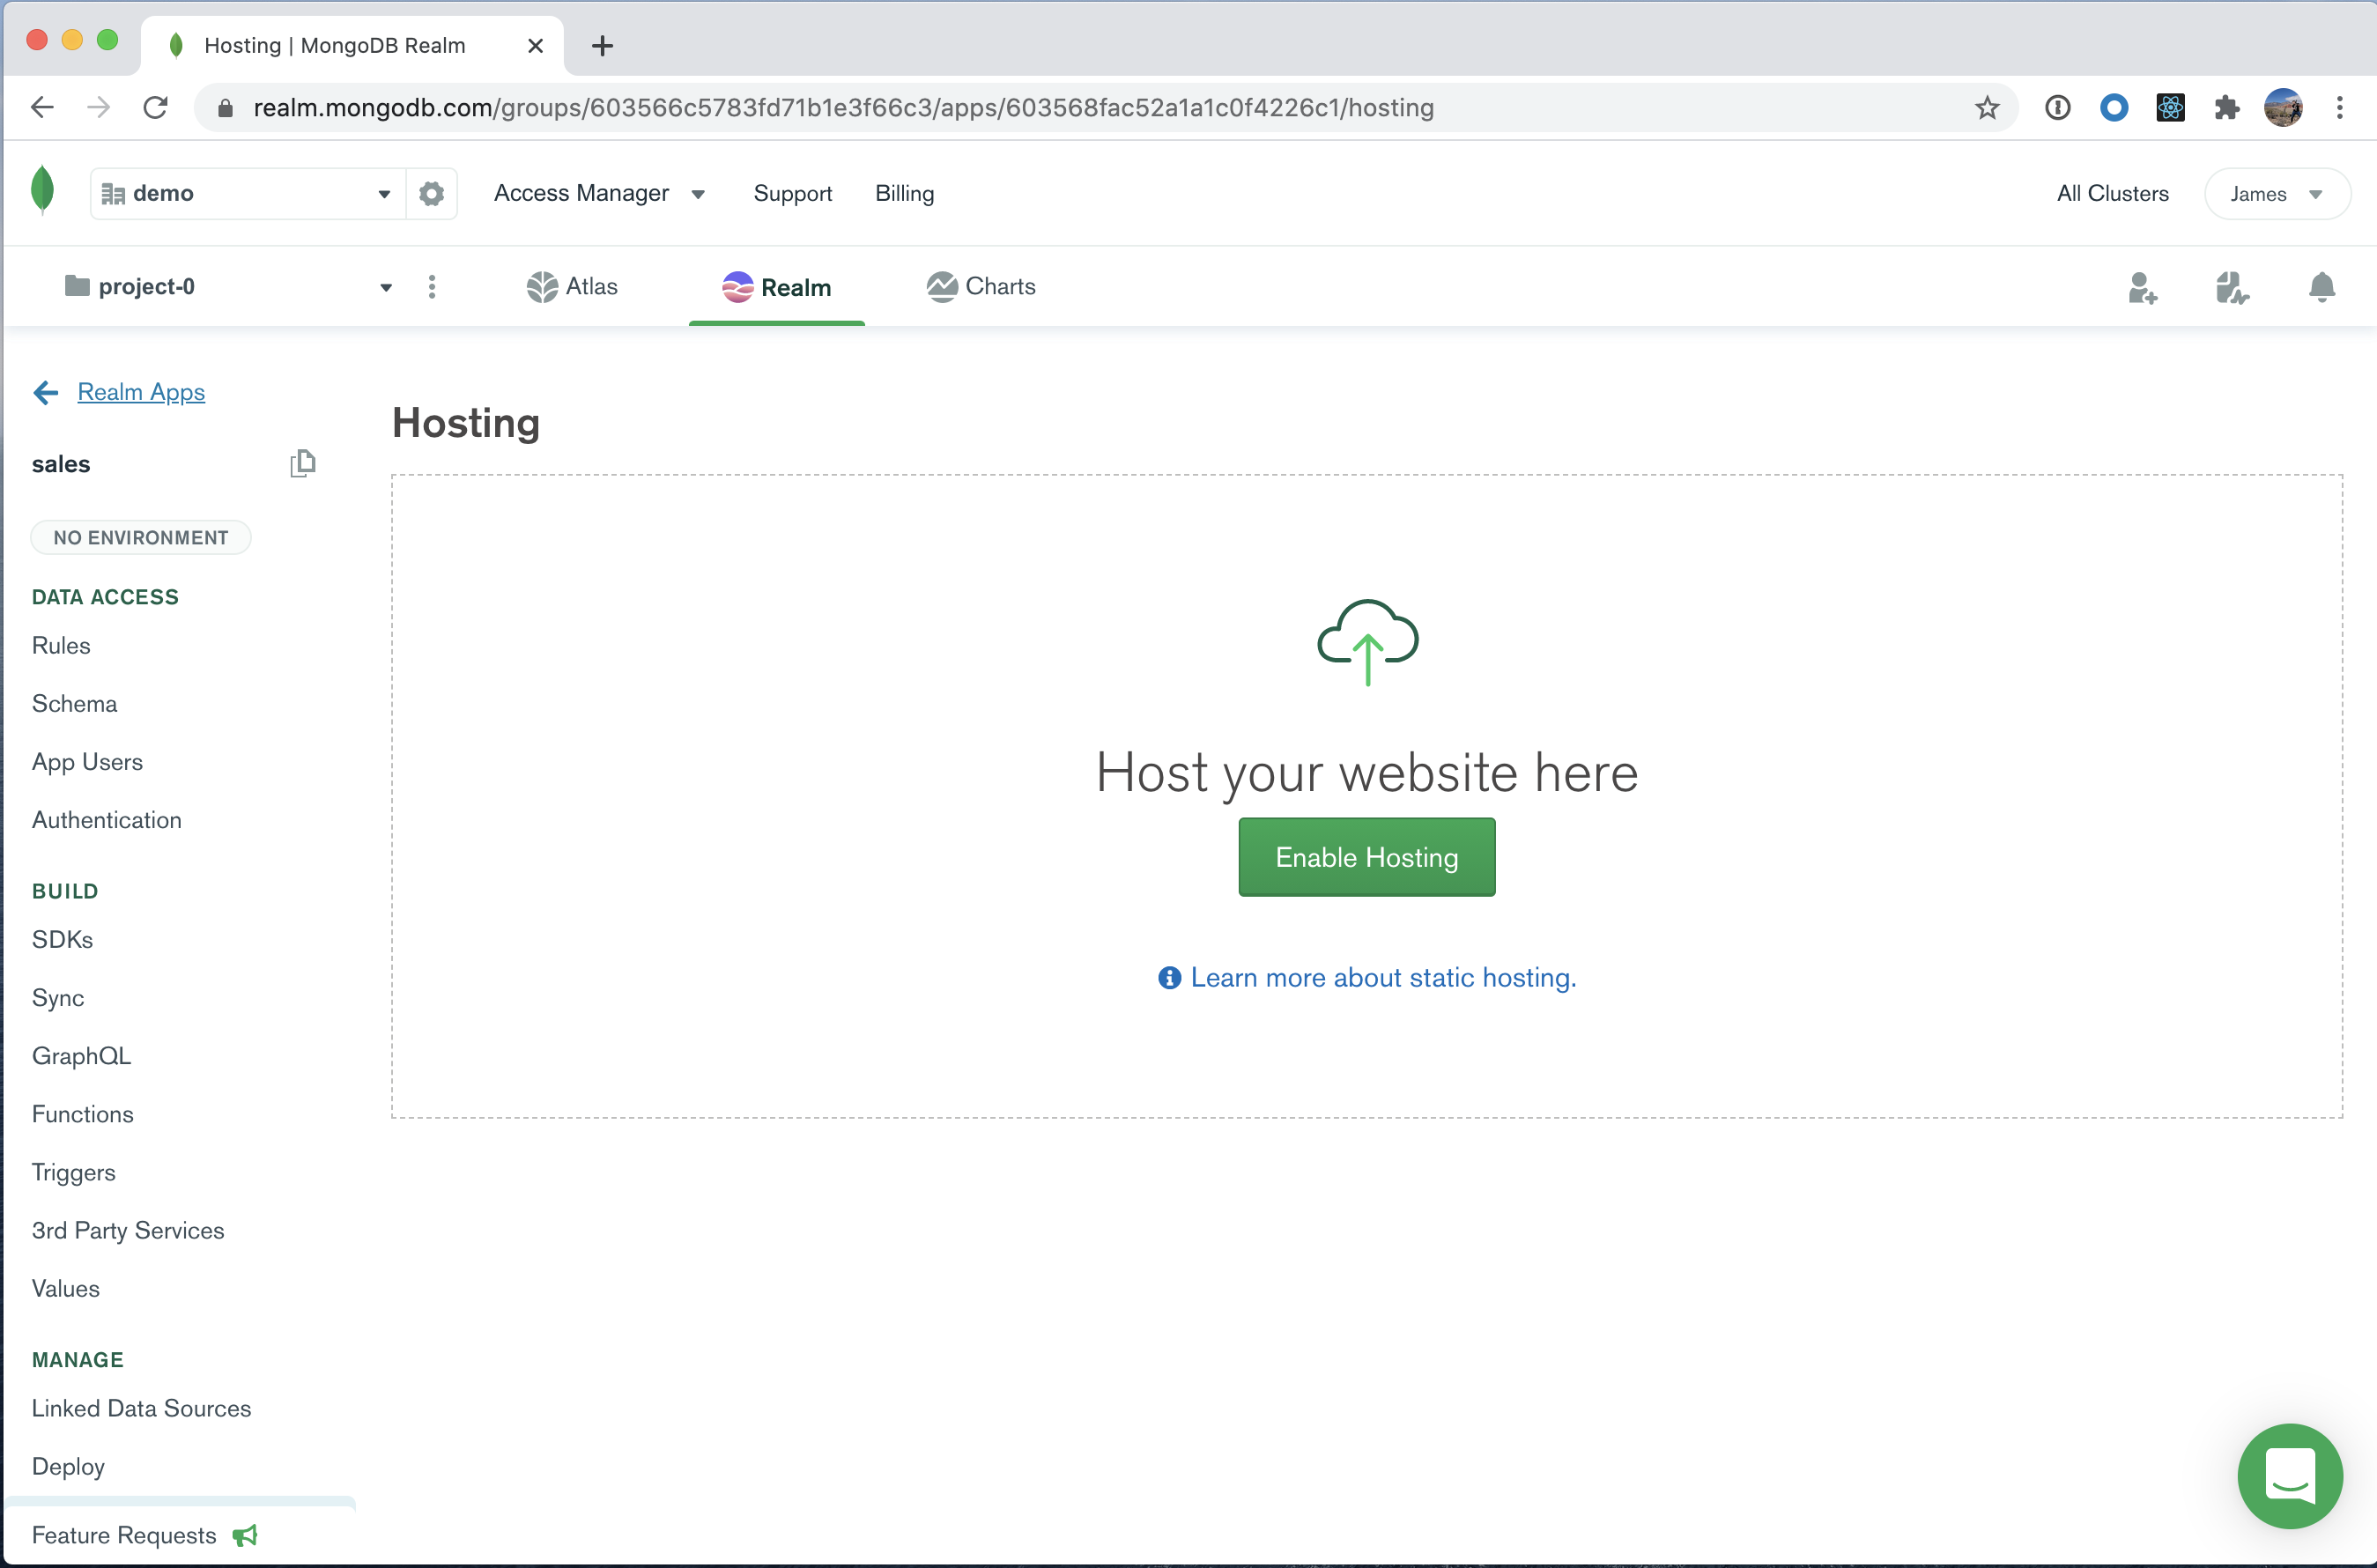 Hosting | MongoDB Realm
realm.mongodb.com/groups/603566c5783fd71b1e3f66c3/apps/603568fac52a1a1c0f4226c1/hosting
demo Access Manager Support Billing All Clusters James
project-0 Atlas Realm Charts
Realm Apps
sales
NO ENVIRONMENT
DATA ACCESS
Rules
Schema
App Users
Authentication
BUILD
SDKs
Sync
GraphQL
Functions
Triggers
3rd Party Services
Values
MANAGE
Linked Data Sources
Deploy
Feature Requests
Hosting
Host your website here
Enable Hosting
Learn more about static hosting.